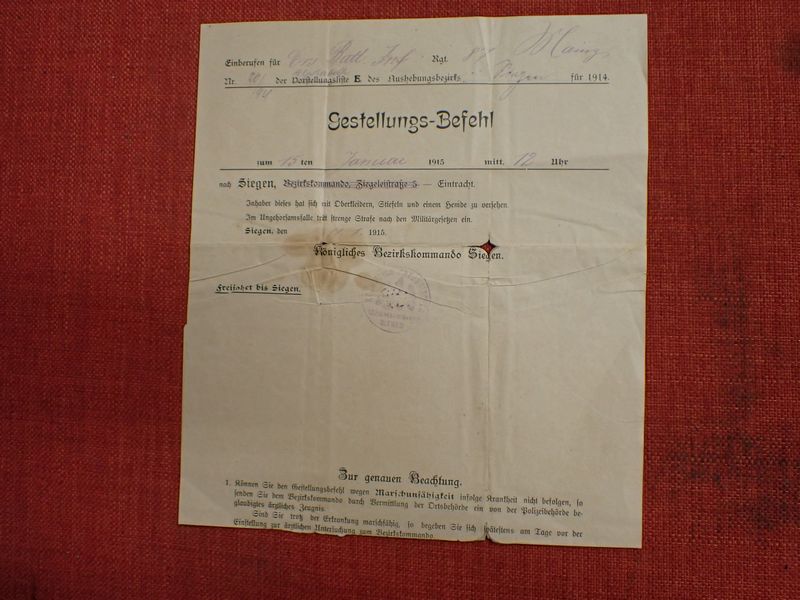 Einberufen für Ers. Batl. Inf. Rgt. 87 Mainz
Nr. der Vorstellungsliste E des Aushebungsbezirks Siegen für 1914.
Gestellungs-Befehl
zum 15 ten Januar 1915 mitt. 12 Uhr
nach Siegen, Bezirkskommando, Ziegeleistraße 5 — Eintracht.
Inhaber dieses hat sich mit Oberkleidern, Stiefeln und einem Hemde zu versehen.
Im Ungehorsamsfalle tritt strenge Strafe nach den Militärgesetzen ein.
Siegen, den 1915.
Königliches Bezirkskommando Siegen.
Freifahrt bis Siegen.
Zur genauen Beachtung.
1. Können Sie den Gestellungsbefehl wegen Marschunfähigkeit infolge Krankheit nicht befolgen, so
senden Sie dem Bezirkskommando durch Vermittlung der Ortsbehörde ein von der Polizeibehörde be-
glaubigtes ärztliches Zeugnis.
Sind Sie trotz der Erkrankung marschfähig, so begeben Sie sich spätestens am Tage vor der
Einstellung zur ärztlichen Untersuchung zum Bezirkskommando.